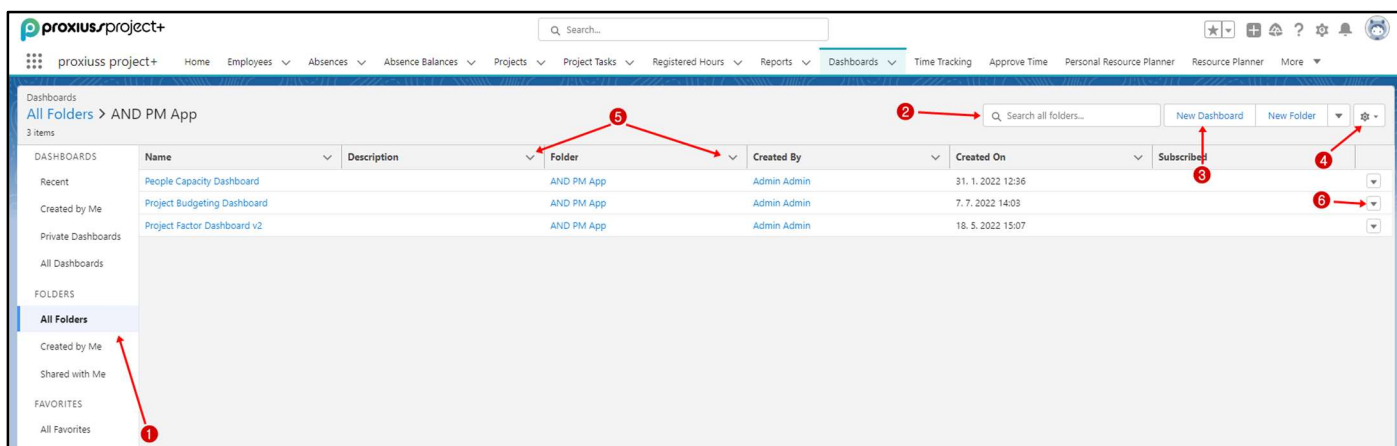 proxiuss project+
Search...
proxiuss project+ Home Employees Absences Absence Balances Projects Project Tasks Registered Hours Reports Dashboards Time Tracking Approve Time Personal Resource Planner Resource Planner More
Dashboards
All Folders > AND PM App
3 items
5
2
Search all folders...
New Dashboard New Folder
DASHBOARDS
Recent
Created by Me
Private Dashboards
All Dashboards
FOLDERS
All Folders
Created by Me
Shared with Me
FAVORITES
All Favorites
1
Name Description Folder Created By Created On Subscribed
3
4
People Capacity Dashboard AND PM App Admin Admin 31. 1. 2022 12:36
Project Budgeting Dashboard AND PM App Admin Admin 7. 7. 2022 14:03
6
Project Factor Dashboard v2 AND PM App Admin Admin 18. 5. 2022 15:07